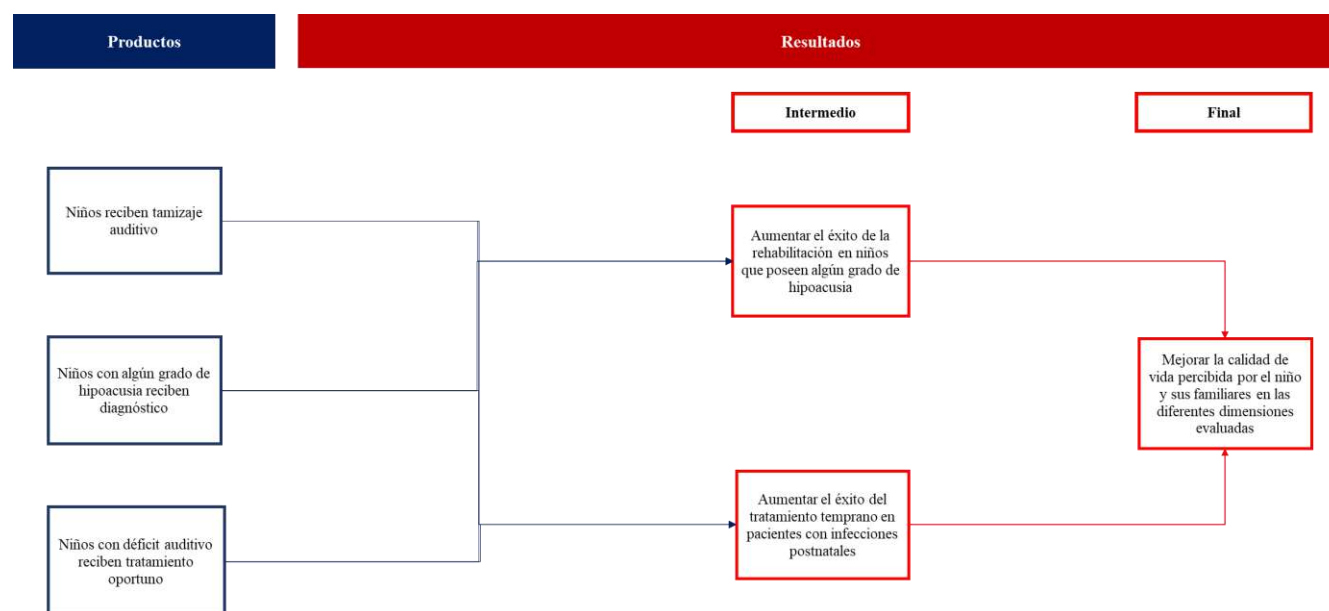 Productos
Resultados
Intermedio
Final
Niños reciben tamizaje
auditivo
Aumentar el éxito de la
rehabilitación en niños
que poseen algún grado de
hipoacusia
Niños con algún grado de
hipoacusia reciben
diagnóstico
Mejorar la calidad de
vida percibida por el niño
y sus familiares en las
diferentes dimensiones
evaluadas
Aumentar el éxito del
tratamiento temprano en
pacientes con infecciones
postnatales
Niños con déficit auditivo
reciben tratamiento
oportuno